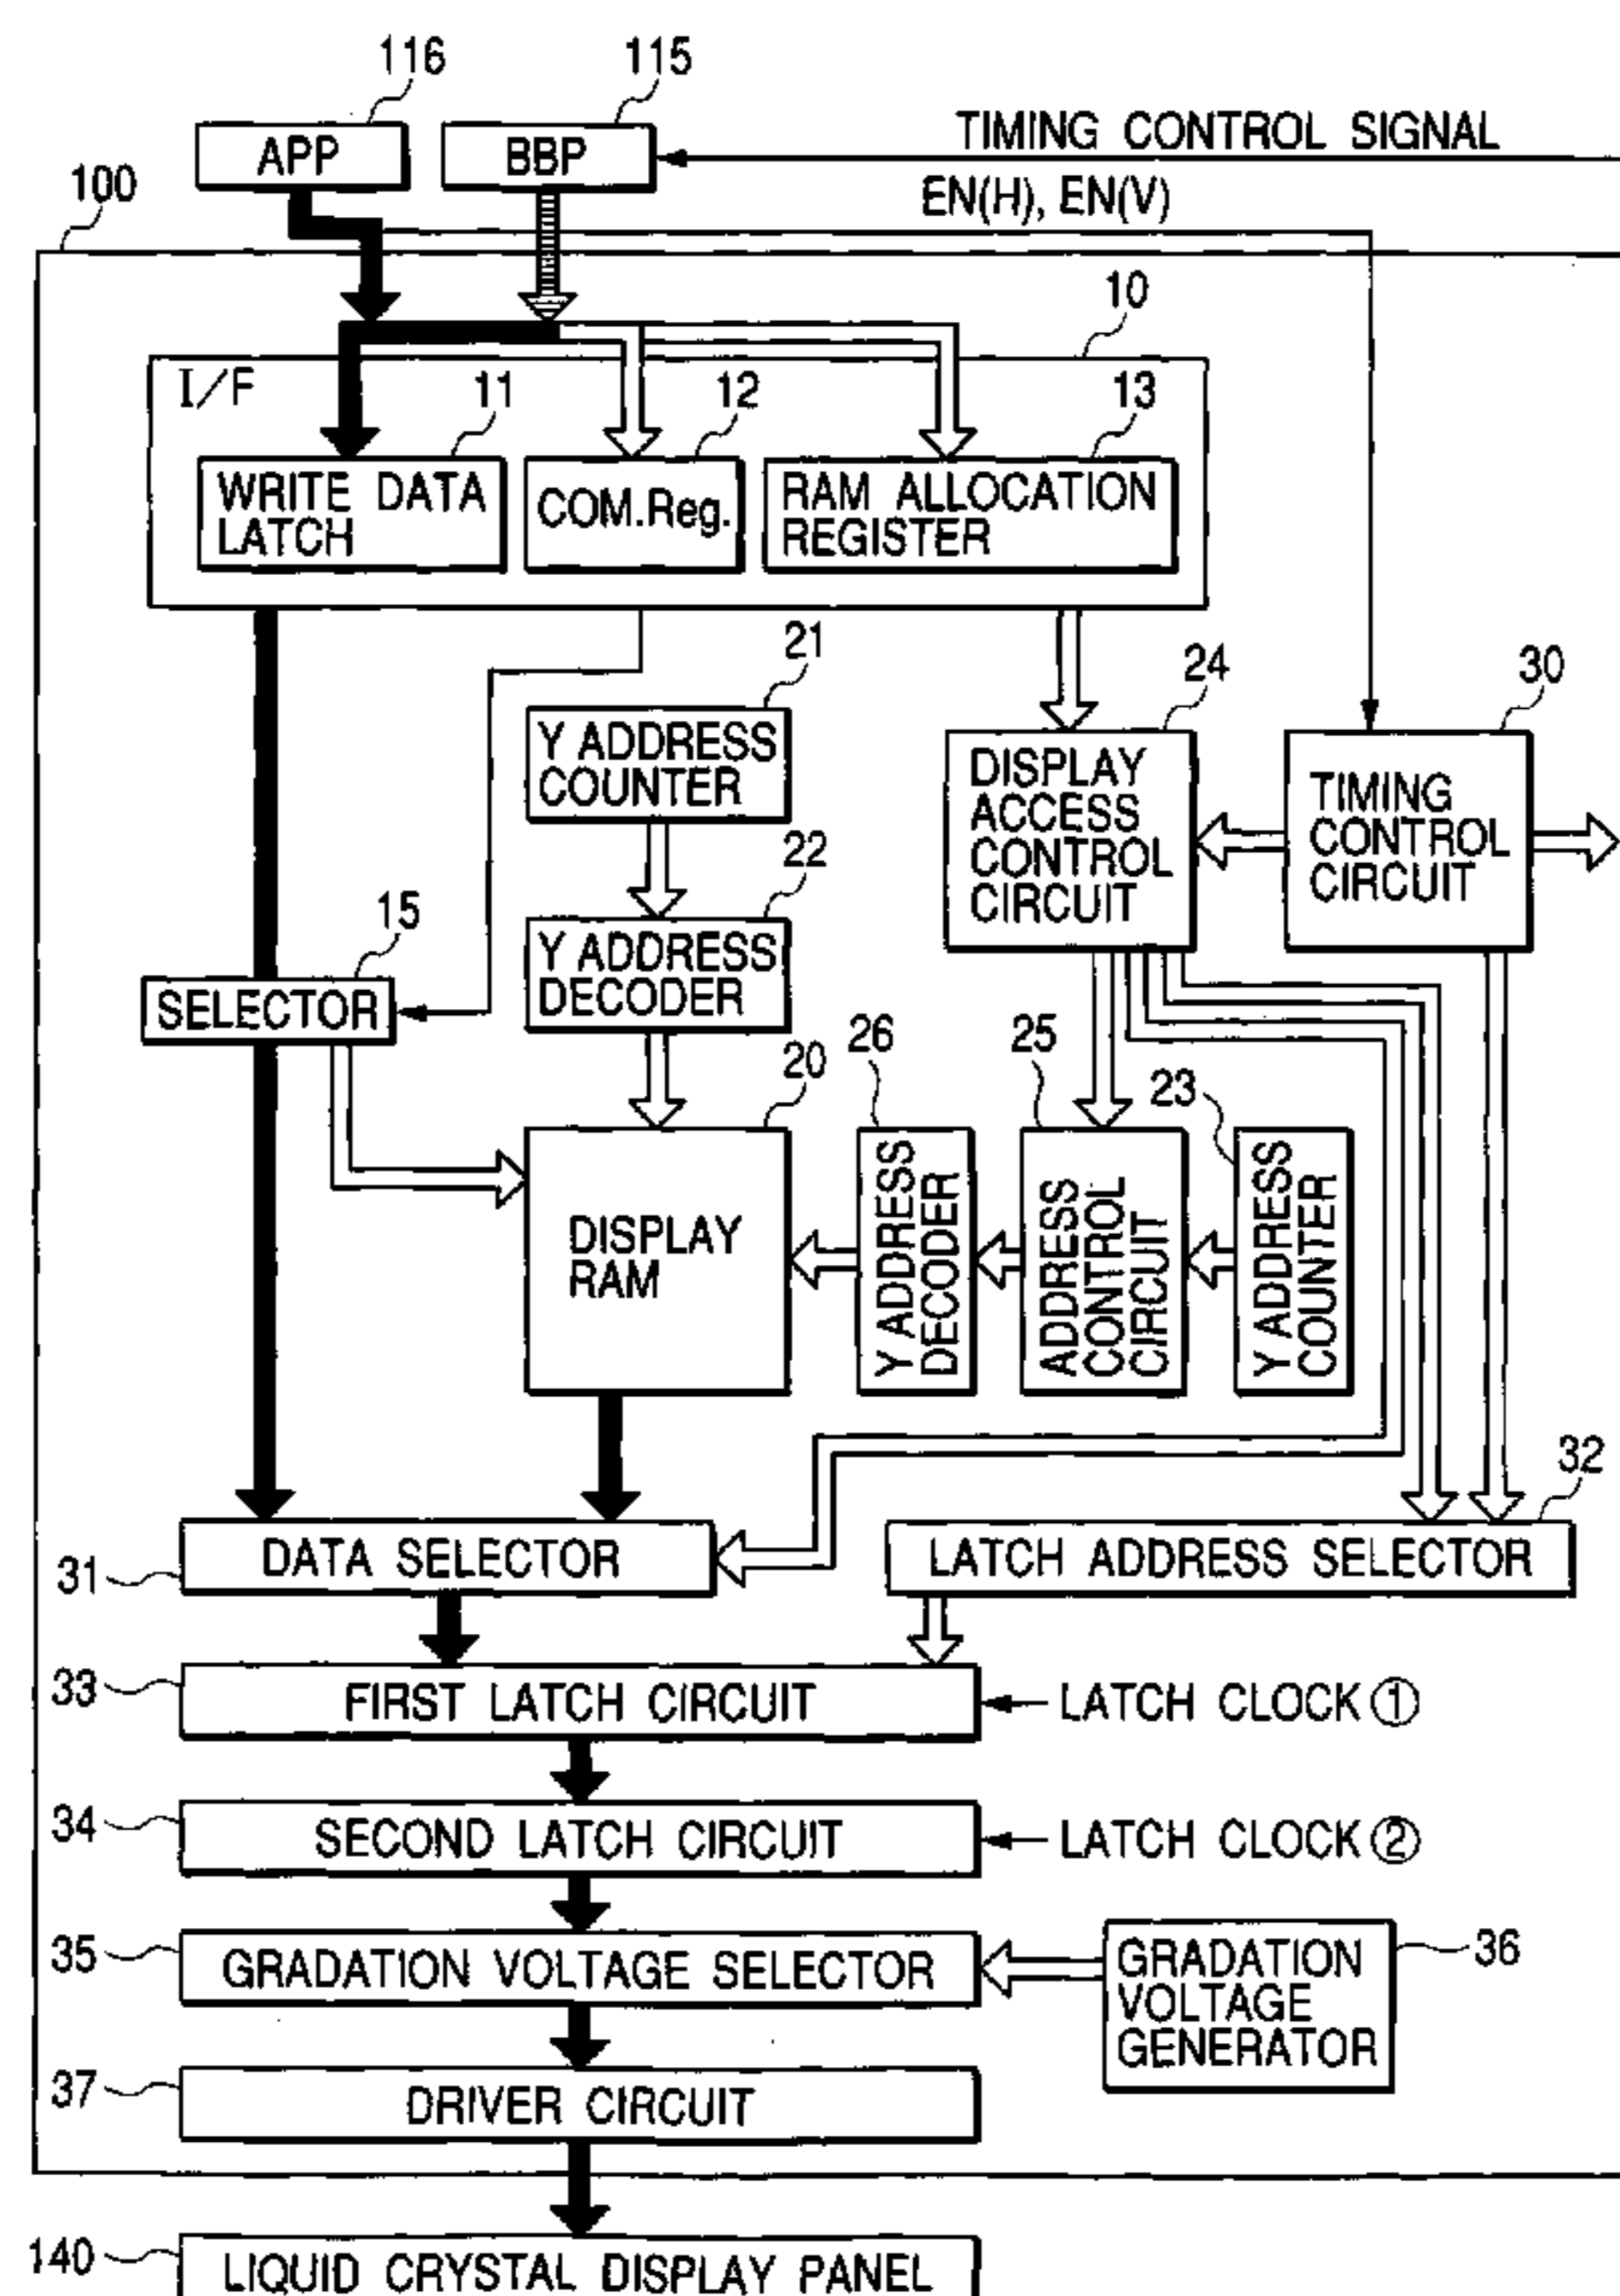 116
115
APP
BBP
TIMING CONTROL SIGNAL
EN(H), EN(V)
100
10
I/F
11
12
13
WRITE DATA
LATCH
COM.Reg.
RAM ALLOCATION
REGISTER
21
24
30
Y ADDRESS
COUNTER
DISPLAY
ACCESS
CONTROL
CIRCUIT
TIMING
CONTROL
CIRCUIT
22
15
Y ADDRESS
DECODER
SELECTOR
20
26
25
23
DISPLAY
RAM
Y ADDRESS
DECODER
ADDRESS
CONTROL
CIRCUIT
Y ADDRESS
COUNTER
32
31
DATA SELECTOR
LATCH ADDRESS SELECTOR
33
FIRST LATCH CIRCUIT
LATCH CLOCK ①
34
SECOND LATCH CIRCUIT
LATCH CLOCK ②
35
GRADATION VOLTAGE SELECTOR
GRADATION
VOLTAGE
GENERATOR
36
37
DRIVER CIRCUIT
140
LIQUID CRYSTAL DISPLAY PANEL